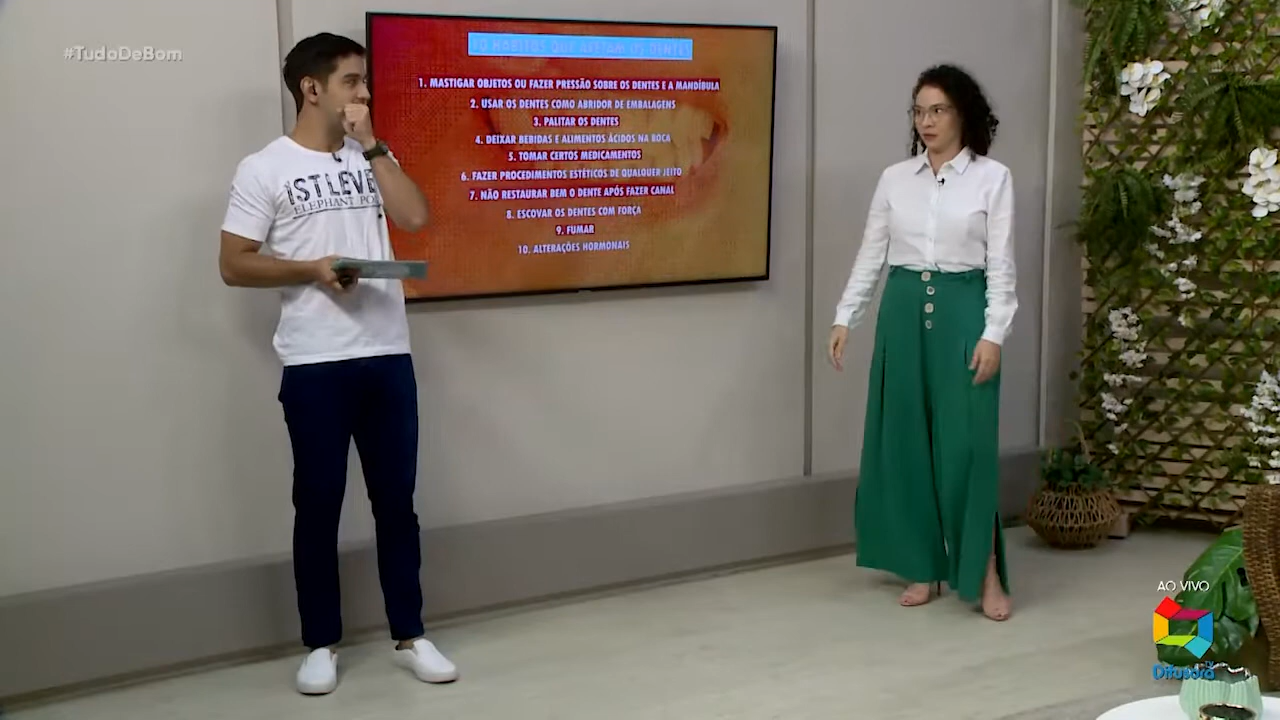 #TudoDeBom
10 HÁBITOS QUE AFETAM OS DENTES
1. MASTIGAR OBJETOS OU FAZER PRESSÃO SOBRE OS DENTES E A MANDÍBULA
2. USAR OS DENTES COMO ABRIDOR DE EMBALAGENS
3. PALITAR OS DENTES
4. DEIXAR BEBIDAS E ALIMENTOS ÁCIDOS NA BOCA
5. TOMAR CERTOS MEDICAMENTOS
6. FAZER PROCEDIMENTOS ESTÉTICOS DE QUALQUER JEITO
7. NÃO RESTAURAR BEM O DENTE APÓS FAZER CANAL
8. ESCOVAR OS DENTES COM FORÇA
9. FUMAR
10. ALTERAÇÕES HORMONAIS
1ST LEVE
ELEPHANT PO
AO VIVO
TV
Difusora